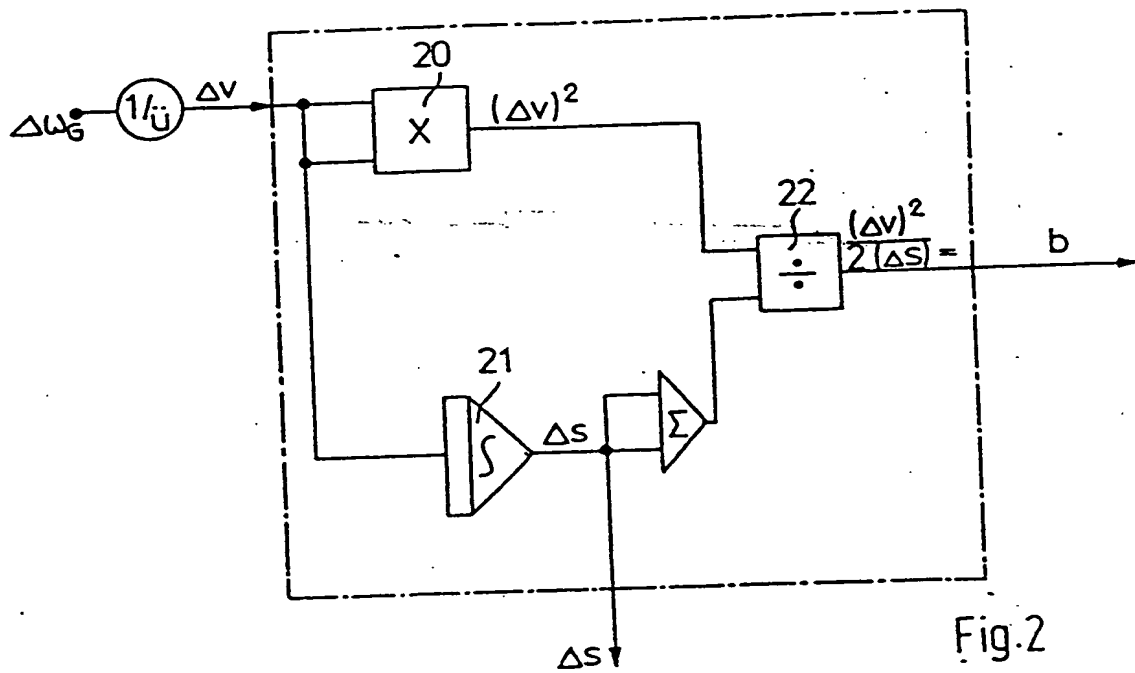 20
ΔωG
1/ü
Δv
X
(Δv)²
22
÷
(Δv)²
2(Δs) =
b
21
∫
Δs
Σ
Δs
Fig.2